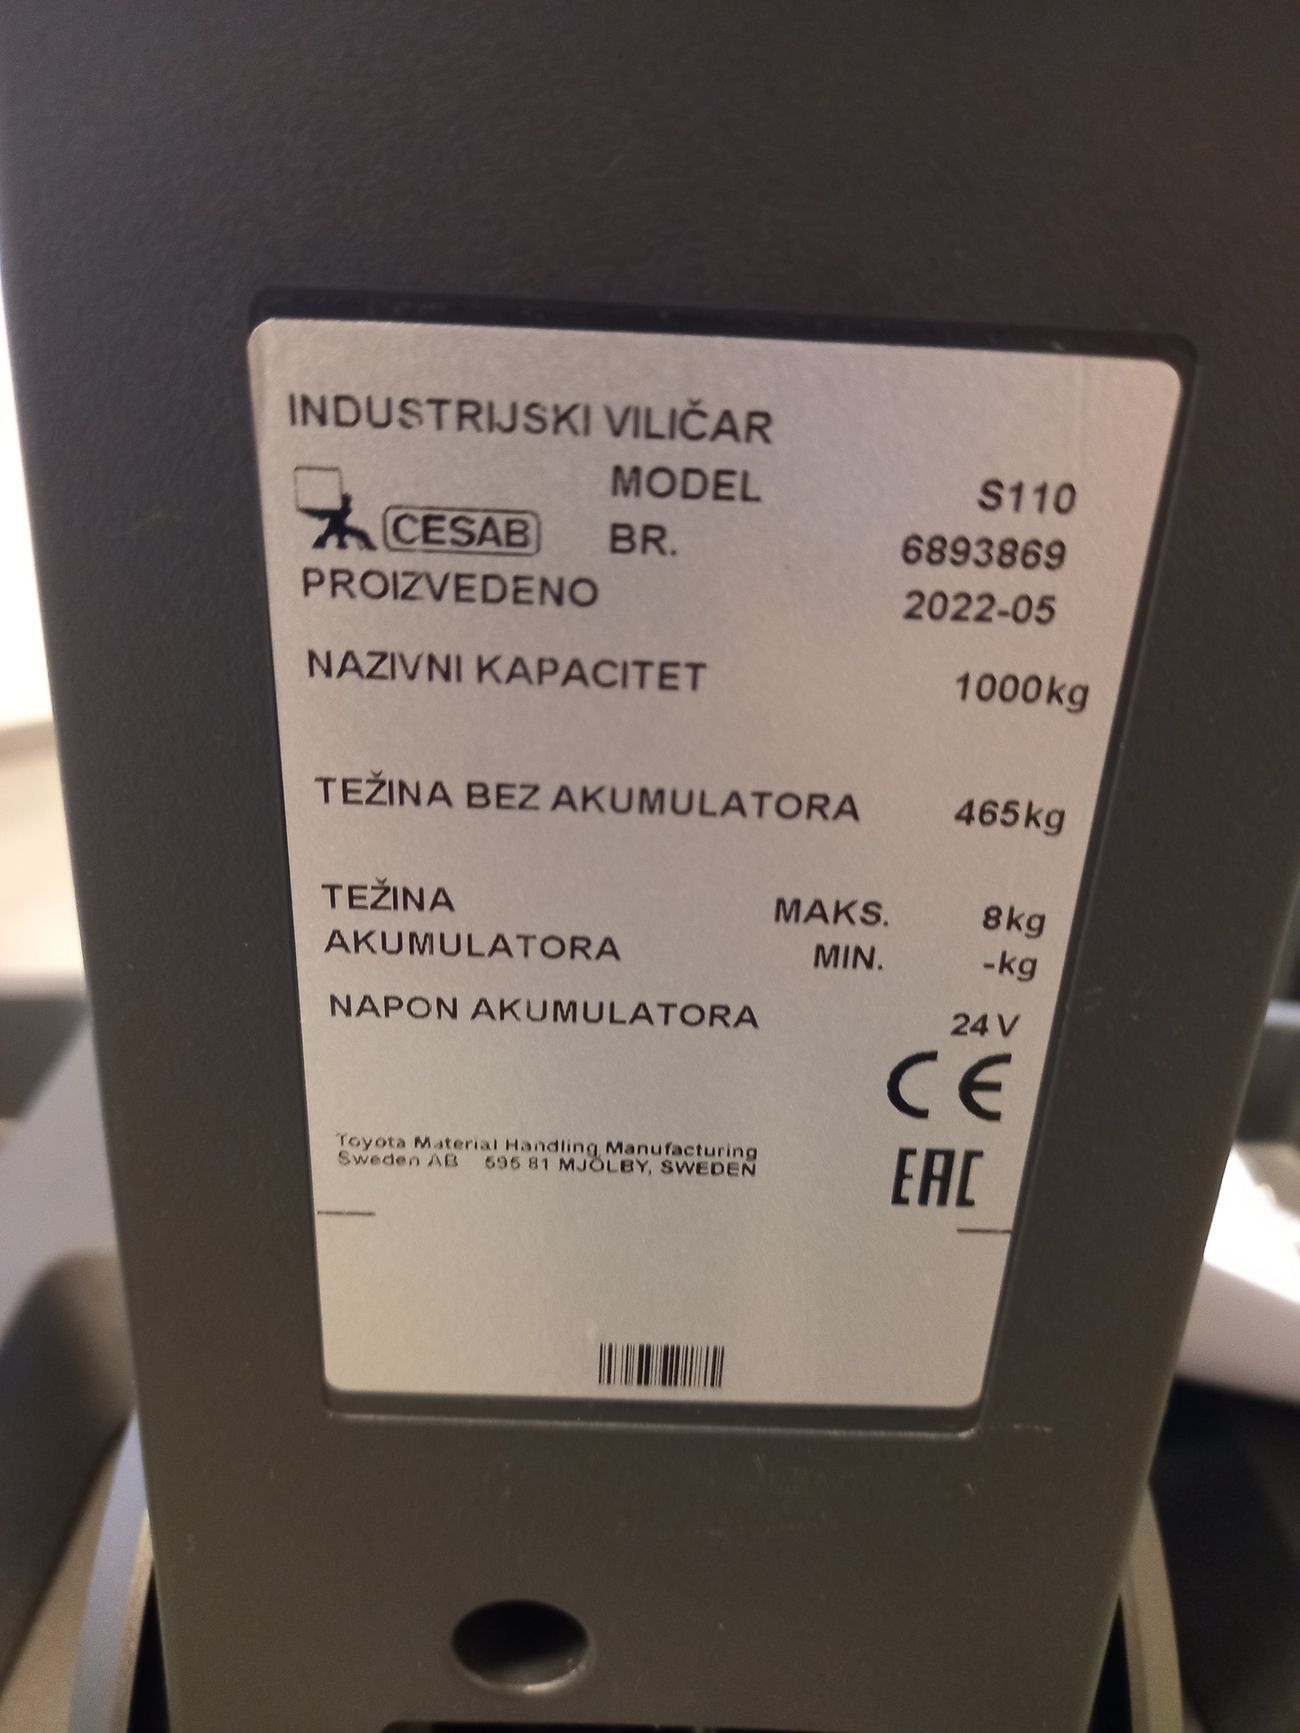 INDUSTRIJSKI VILIČAR
MODEL S110
CESAB BR. 6893869
PROIZVEDENO 2022-05
NAZIVNI KAPACITET 1000kg
TEŽINA BEZ AKUMULATORA 465kg
TEŽINA MAKS. 8kg
AKUMULATORA MIN. -kg
NAPON AKUMULATORA 24V
CE
Toyota Material Handling Manufacturing
Sweden AB 595 81 MJÖLBY, SWEDEN
EAC